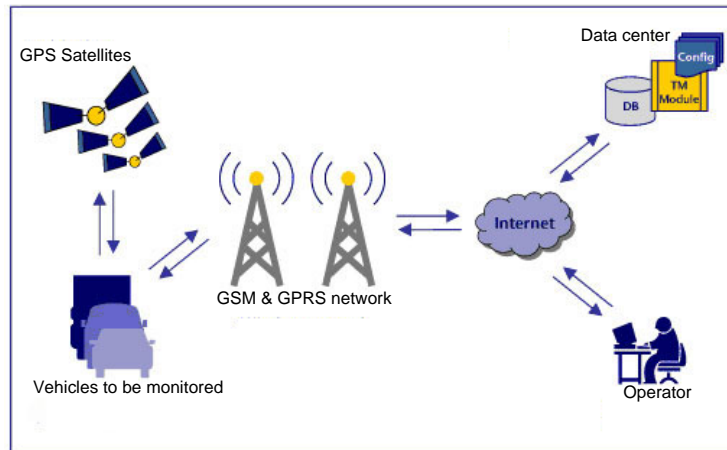 GPS Satellites
Data center
Config
TM
Module
DB
Internet
GSM & GPRS network
Vehicles to be monitored
Operator